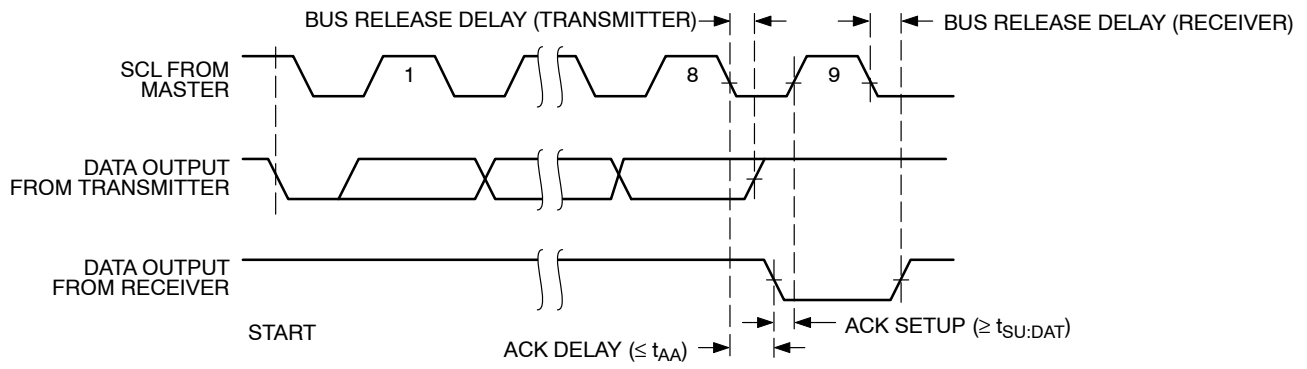 BUS RELEASE DELAY (TRANSMITTER)
BUS RELEASE DELAY (RECEIVER)
SCL FROM
MASTER
1
8
9
DATA OUTPUT
FROM TRANSMITTER
DATA OUTPUT
FROM RECEIVER
START
ACK SETUP (≥ tSU:DAT)
ACK DELAY (≤ tAA)